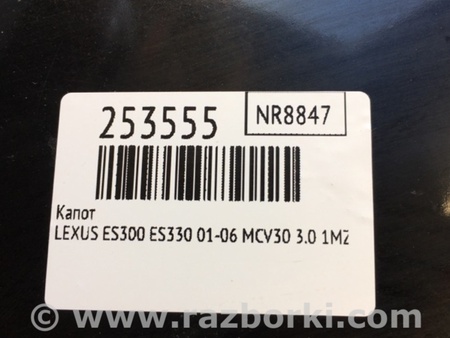 253555
NR8847
Капот
LEXUS ES300 ES330 01-06 MCV30 3.0 1MZ
© www.razborki.com